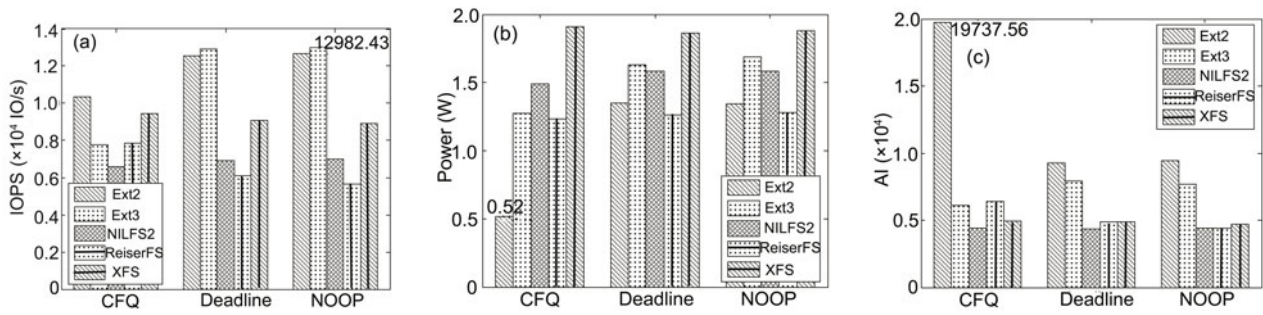 (a)
12982.43
IOPS (×10⁴ IO/s)
1.4
1.2
1.0
0.8
0.6
0.4
0.2
0
Ext2
Ext3
NILFS2
ReiserFS
XFS
CFQ Deadline NOOP
(b)
Power (W)
2.0
1.5
1.0
0.5
0
0.52
Ext2
Ext3
NILFS2
ReiserFS
XFS
CFQ Deadline NOOP
(c)
19737.56
AI (×10⁴)
2.0
1.5
1.0
0.5
0
Ext2
Ext3
NILFS2
ReiserFS
XFS
CFQ Deadline NOOP